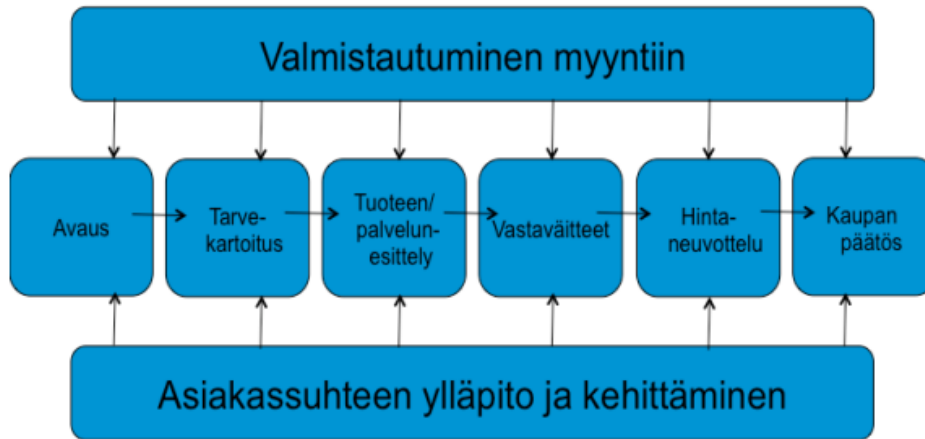 Valmistautuminen myyntiin
Avaus
Tarve-
kartoitus
Tuoteen/
palvelun-
esittely
Vastaväitteet
Hinta-
neuvottelu
Kaupan
päätös
Asiakassuhteen ylläpito ja kehittäminen